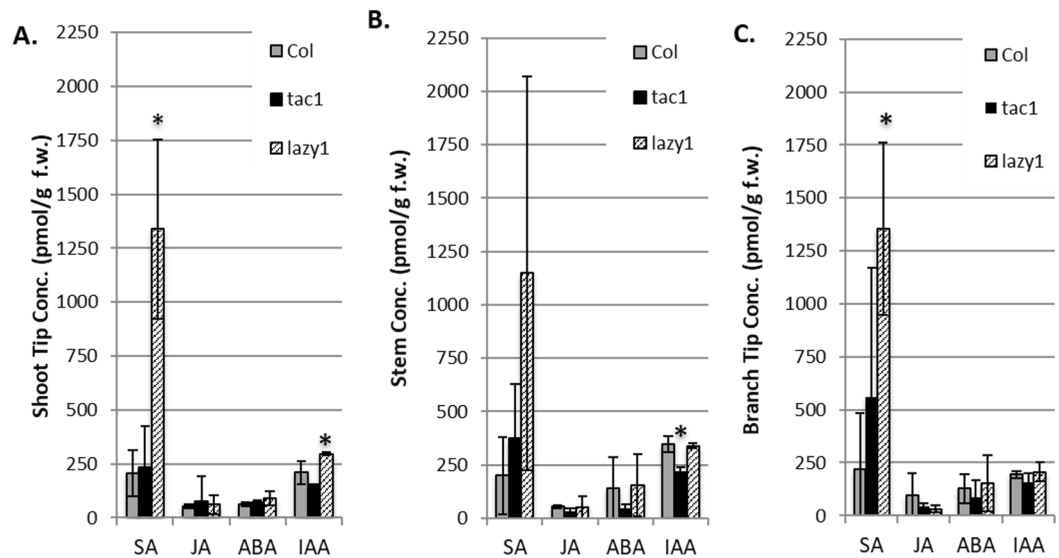 A.
Shoot Tip Conc. (pmol/g f.w.)
2250
2000
1750
1500
1250
1000
750
500
250
0
Col
tac1
lazy1
*
*
SA JA ABA IAA
B.
Stem Conc. (pmol/g f.w.)
2250
2000
1750
1500
1250
1000
750
500
250
0
Col
tac1
lazy1
*
SA JA ABA IAA
C.
Branch Tip Conc. (pmol/g f.w.)
2250
2000
1750
1500
1250
1000
750
500
250
0
Col
tac1
lazy1
*
SA JA ABA IAA